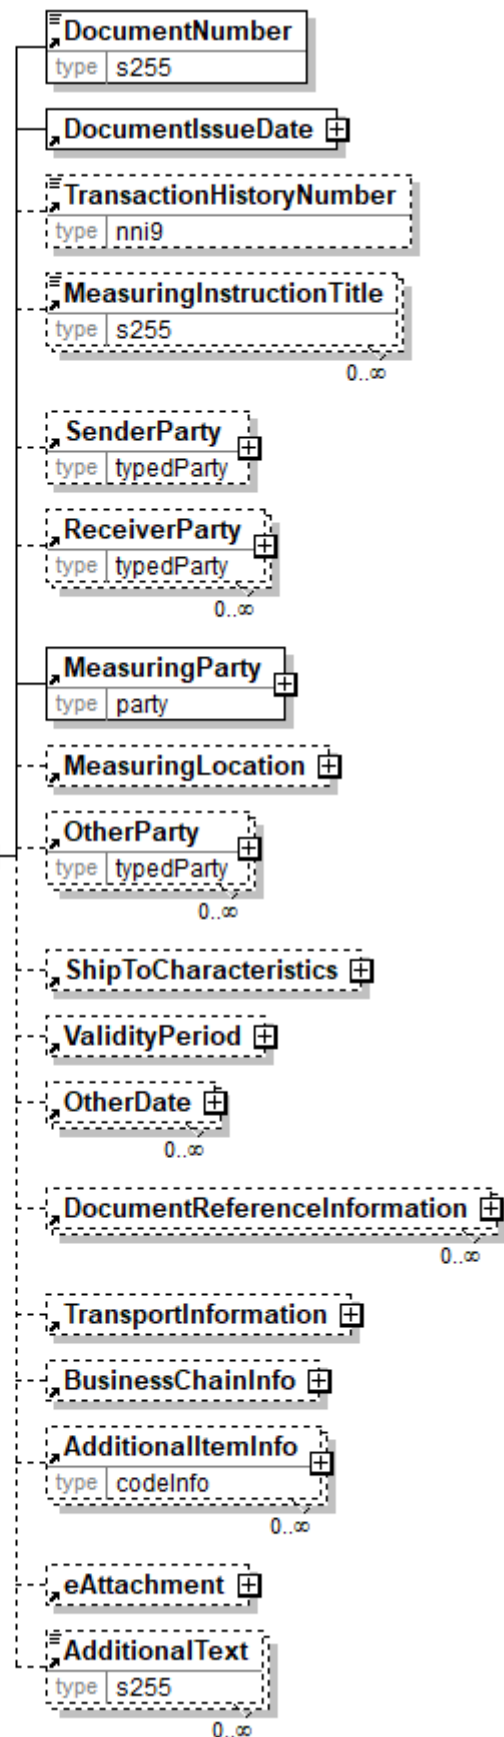 DocumentNumber
type s255
DocumentIssueDate
TransactionHistoryNumber
type nni9
MeasuringInstructionTitle
type s255
0..∞
SenderParty
type typedParty
ReceiverParty
type typedParty
0..∞
MeasuringParty
type party
MeasuringLocation
OtherParty
type typedParty
0..∞
ShipToCharacteristics
ValidityPeriod
OtherDate
0..∞
DocumentReferenceInformation
0..∞
TransportInformation
BusinessChainInfo
AdditionalItemInfo
type codeInfo
0..∞
eAttachment
AdditionalText
type s255
0..∞